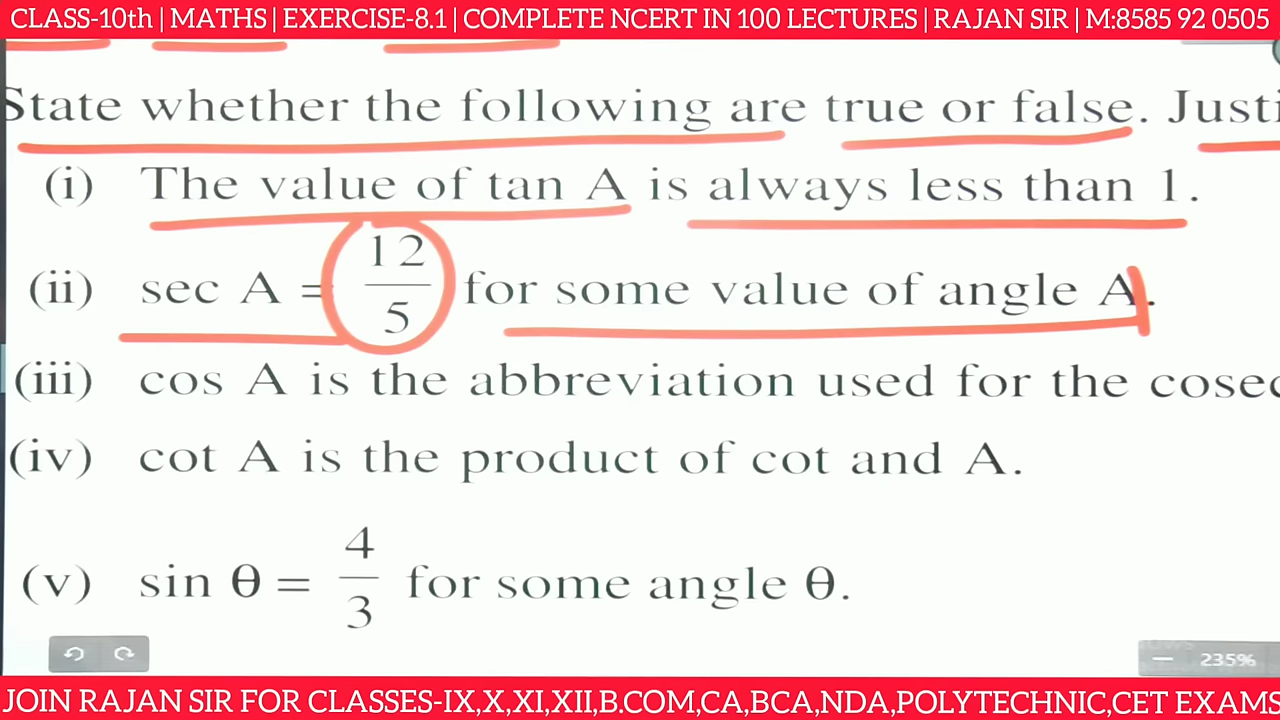 CLASS-10th | MATHS | EXERCISE-8.1 | COMPLETE NCERT IN 100 LECTURES | RAJAN SIR | M:8585 92 0505
State whether the following are true or false. Justi
(i) The value of tan A is always less than 1.
(ii) sec A = 12/5 for some value of angle A.
(iii) cos A is the abbreviation used for the cosec
(iv) cot A is the product of cot and A.
(v) sin θ = 4/3 for some angle θ.
235%
JOIN RAJAN SIR FOR CLASSES-IX,X,XI,XII,B.COM,CA,BCA,NDA,POLYTECHNIC,CET EXAMS